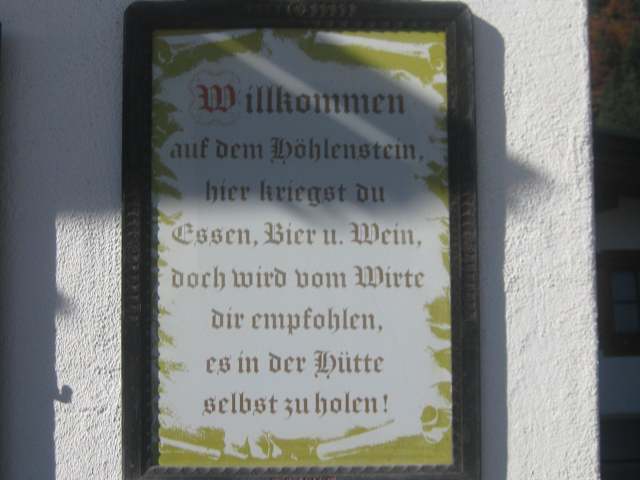 Willkommen
auf dem Höhlenstein,
hier kriegst du
Essen, Bier u. Wein,
doch wird vom Wirte
dir empfohlen,
es in der Hütte
selbst zu holen!